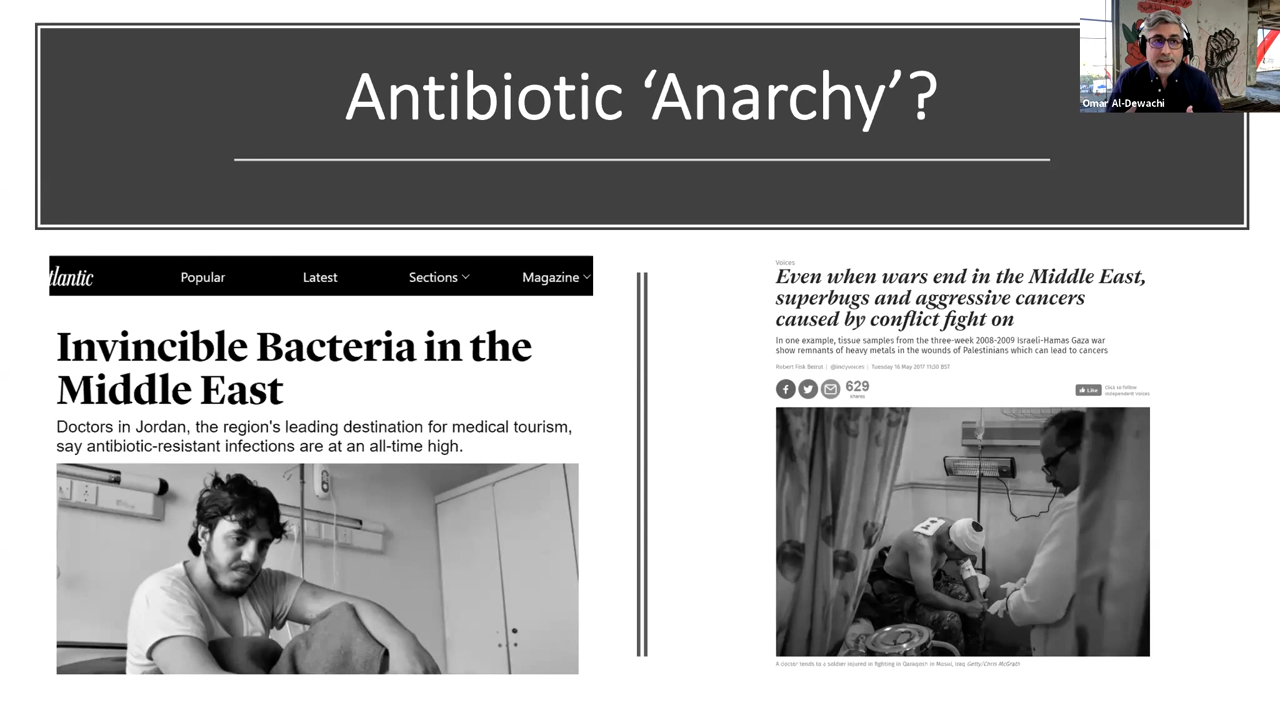 Antibiotic ‘Anarchy’?
Omar Al-Dewachi
tlantic
Popular
Latest
Sections
Magazine
Invincible Bacteria in the
Middle East
Doctors in Jordan, the region's leading destination for medical tourism,
say antibiotic-resistant infections are at an all-time high.
Voices
Even when wars end in the Middle East,
superbugs and aggressive cancers
caused by conflict fight on
In one example, tissue samples from the three-week 2008-2009 Israeli-Hamas Gaza war
show remnants of heavy metals in the wounds of Palestinians which can lead to cancers
Robert Fisk Beirut | @indyvoices | Tuesday 16 May 2017 11:30 BST
629
shares
Like
Click to follow
Independent Voices
A doctor tends to a soldier injured in fighting in Qaraqosh in Mosul, Iraq Getty/Chris McGrath